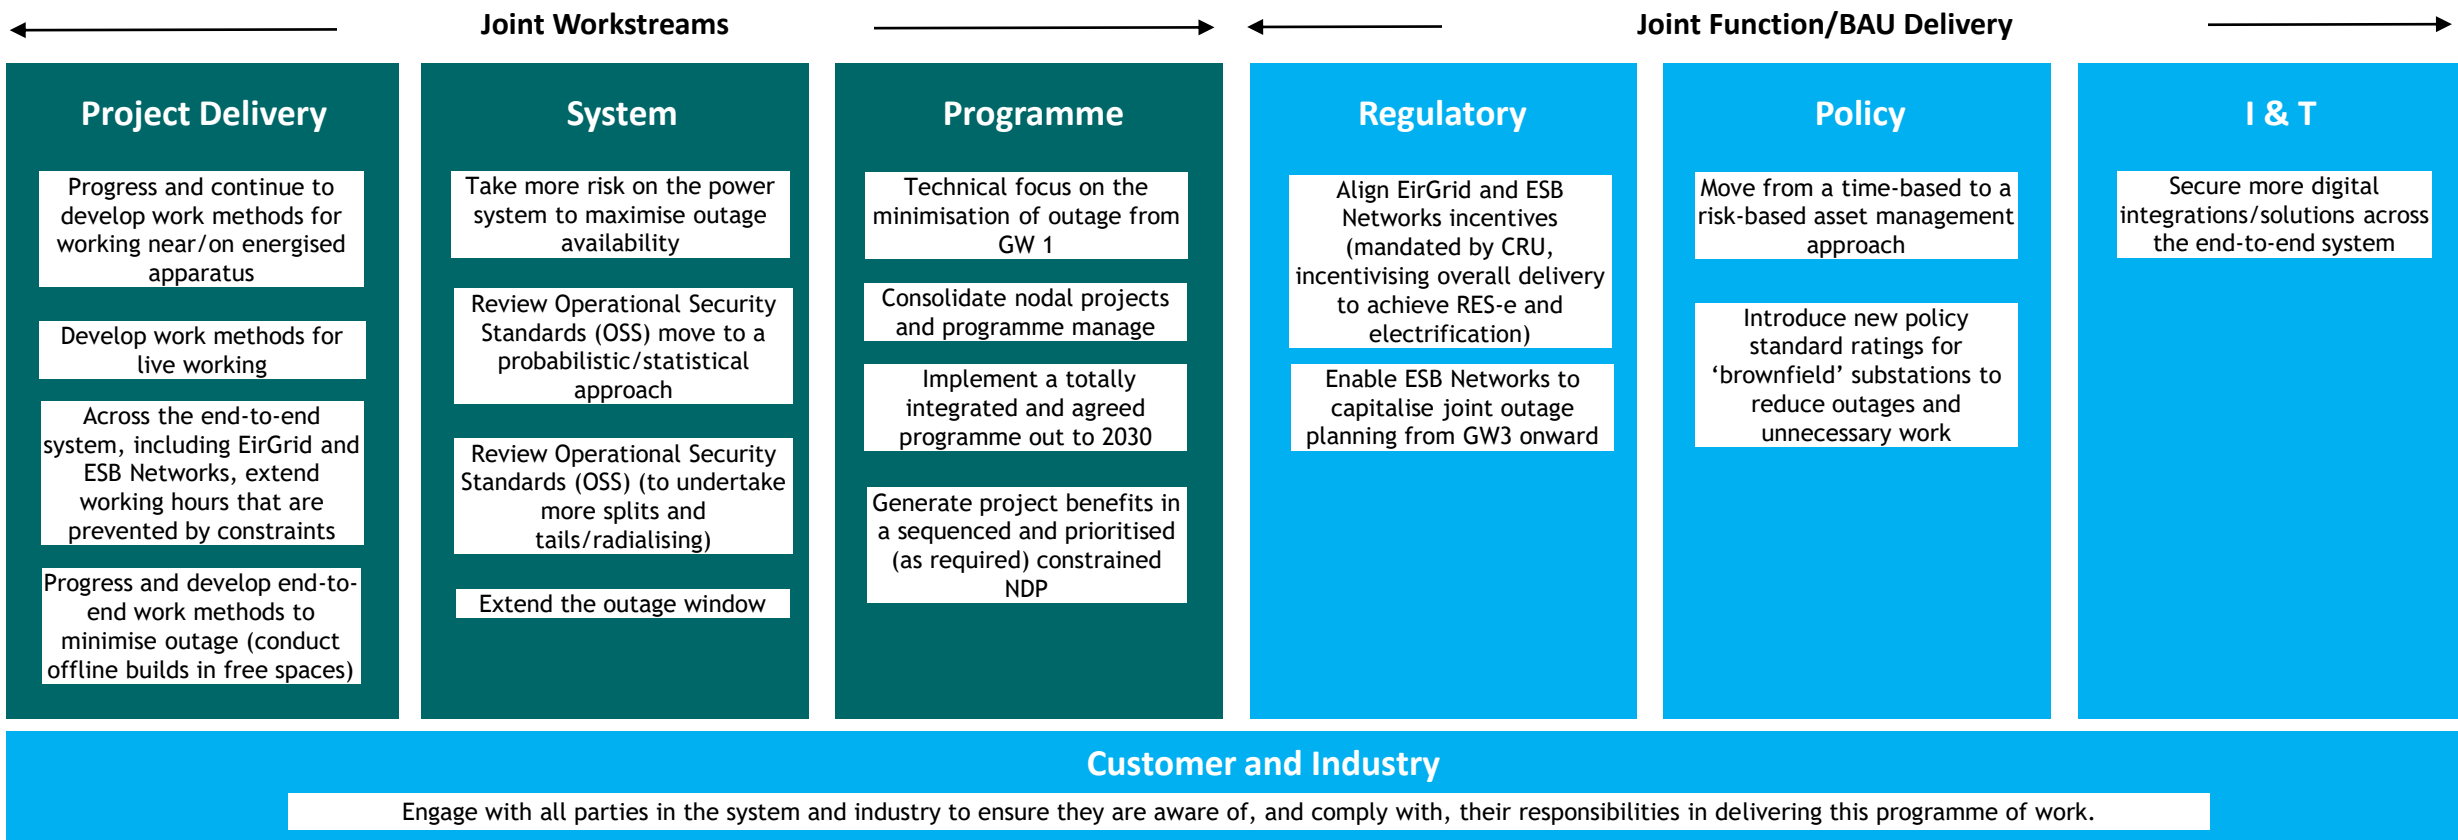 Joint Workstreams
Joint Function/BAU Delivery
Project Delivery
Progress and continue to
develop work methods for
working near/on energised
apparatus
Develop work methods for
live working
Across the end-to-end
system, including EirGrid and
ESB Networks, extend
working hours that are
prevented by constraints
Progress and develop end-to-
end work methods to
minimise outage (conduct
offline builds in free spaces)
System
Take more risk on the power
system to maximise outage
availability
Review Operational Security
Standards (OSS) move to a
probabilistic/statistical
approach
Review Operational Security
Standards (OSS) (to undertake
more splits and
tails/radialising)
Extend the outage window
Programme
Technical focus on the
minimisation of outage from
GW 1
Consolidate nodal projects
and programme manage
Implement a totally
integrated and agreed
programme out to 2030
Generate project benefits in
a sequenced and prioritised
(as required) constrained
NDP
Regulatory
Align EirGrid and ESB
Networks incentives
(mandated by CRU,
incentivising overall delivery
to achieve RES-e and
electrification)
Enable ESB Networks to
capitalise joint outage
planning from GW3 onward
Policy
Move from a time-based to a
risk-based asset management
approach
Introduce new policy
standard ratings for
‘brownfield’ substations to
reduce outages and
unnecessary work
I & T
Secure more digital
integrations/solutions across
the end-to-end system
Customer and Industry
Engage with all parties in the system and industry to ensure they are aware of, and comply with, their responsibilities in delivering this programme of work.